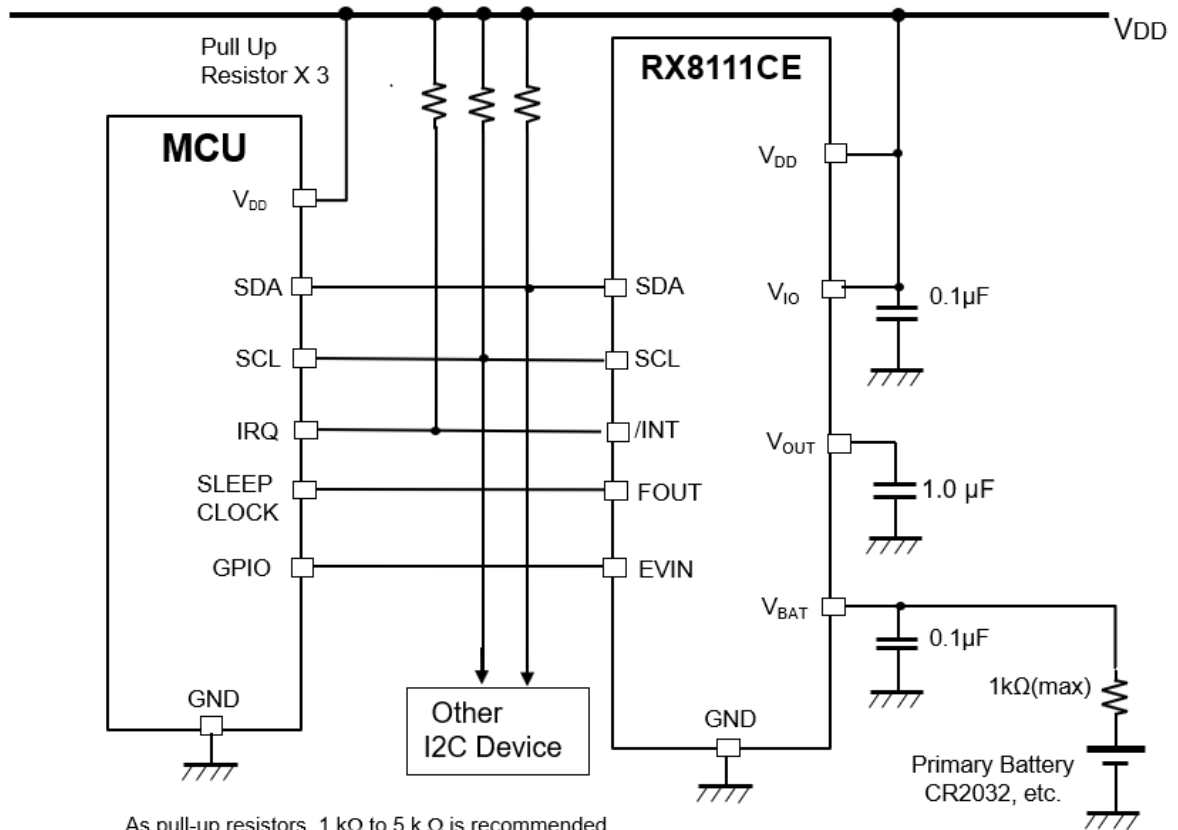 VDD
Pull Up
Resistor X 3
RX8111CE
MCU
VDD
SDA
SCL
IRQ
SLEEP
CLOCK
GPIO
GND
SDA
SCL
/INT
FOUT
EVIN
VDD
VIO
VOUT
VBAT
GND
0.1µF
1.0 µF
0.1µF
1kΩ(max)
Primary Battery
CR2032, etc.
Other
I2C Device
As pull-up resistors, 1 kΩ to 5 k Ω is recommended